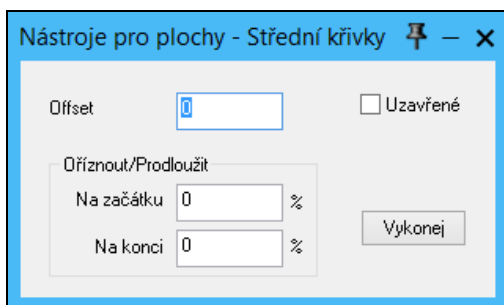 Nástroje pro plochy - Střední křivky
Offset 0 Uzavřené
Oříznout/Prodloužit
Na začátku 0 %
Na konci 0 %
Vykonej